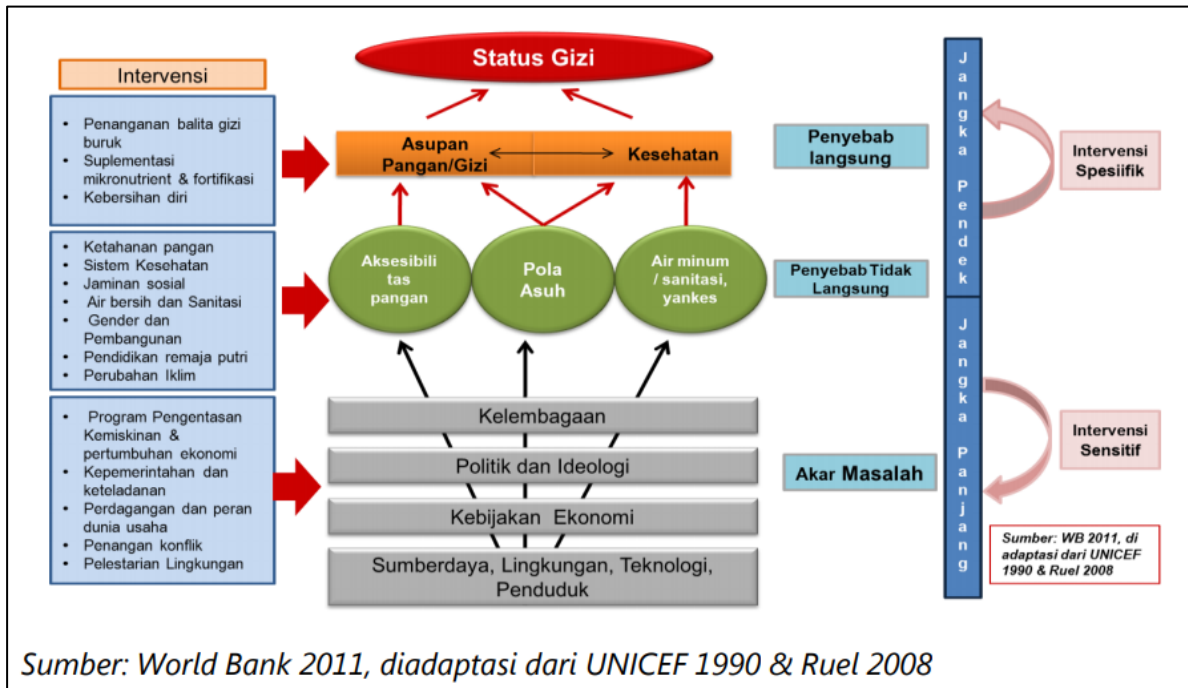 Status Gizi
Intervensi
• Penanganan balita gizi
buruk
• Suplementasi
mikronutrient & fortifikasi
• Kebersihan diri
Asupan
Pangan/Gizi
Kesehatan
Penyebab
langsung
• Ketahanan pangan
• Sistem Kesehatan
• Jaminan sosial
• Air bersih dan Sanitasi
• Gender dan
Pembangunan
• Pendidikan remaja putri
• Perubahan Iklim
Aksesibili
tas
pangan
Pola
Asuh
Air minum
/ sanitasi,
yankes
Penyebab Tidak
Langsung
• Program Pengentasan
Kemiskinan &
pertumbuhan ekonomi
• Kepemerintahan dan
keteladanan
• Perdagangan dan peran
dunia usaha
• Penangan konflik
• Pelestarian Lingkungan
Kelembagaan
Politik dan Ideologi
Kebijakan Ekonomi
Sumberdaya, Lingkungan, Teknologi,
Penduduk
Akar Masalah
Jangka Pendek
Jangka Panjang
Intervensi
Spesiifik
Intervensi
Sensitif
Sumber: WB 2011, di
adaptasi dari UNICEF
1990 & Ruel 2008
Sumber: World Bank 2011, diadaptasi dari UNICEF 1990 & Ruel 2008